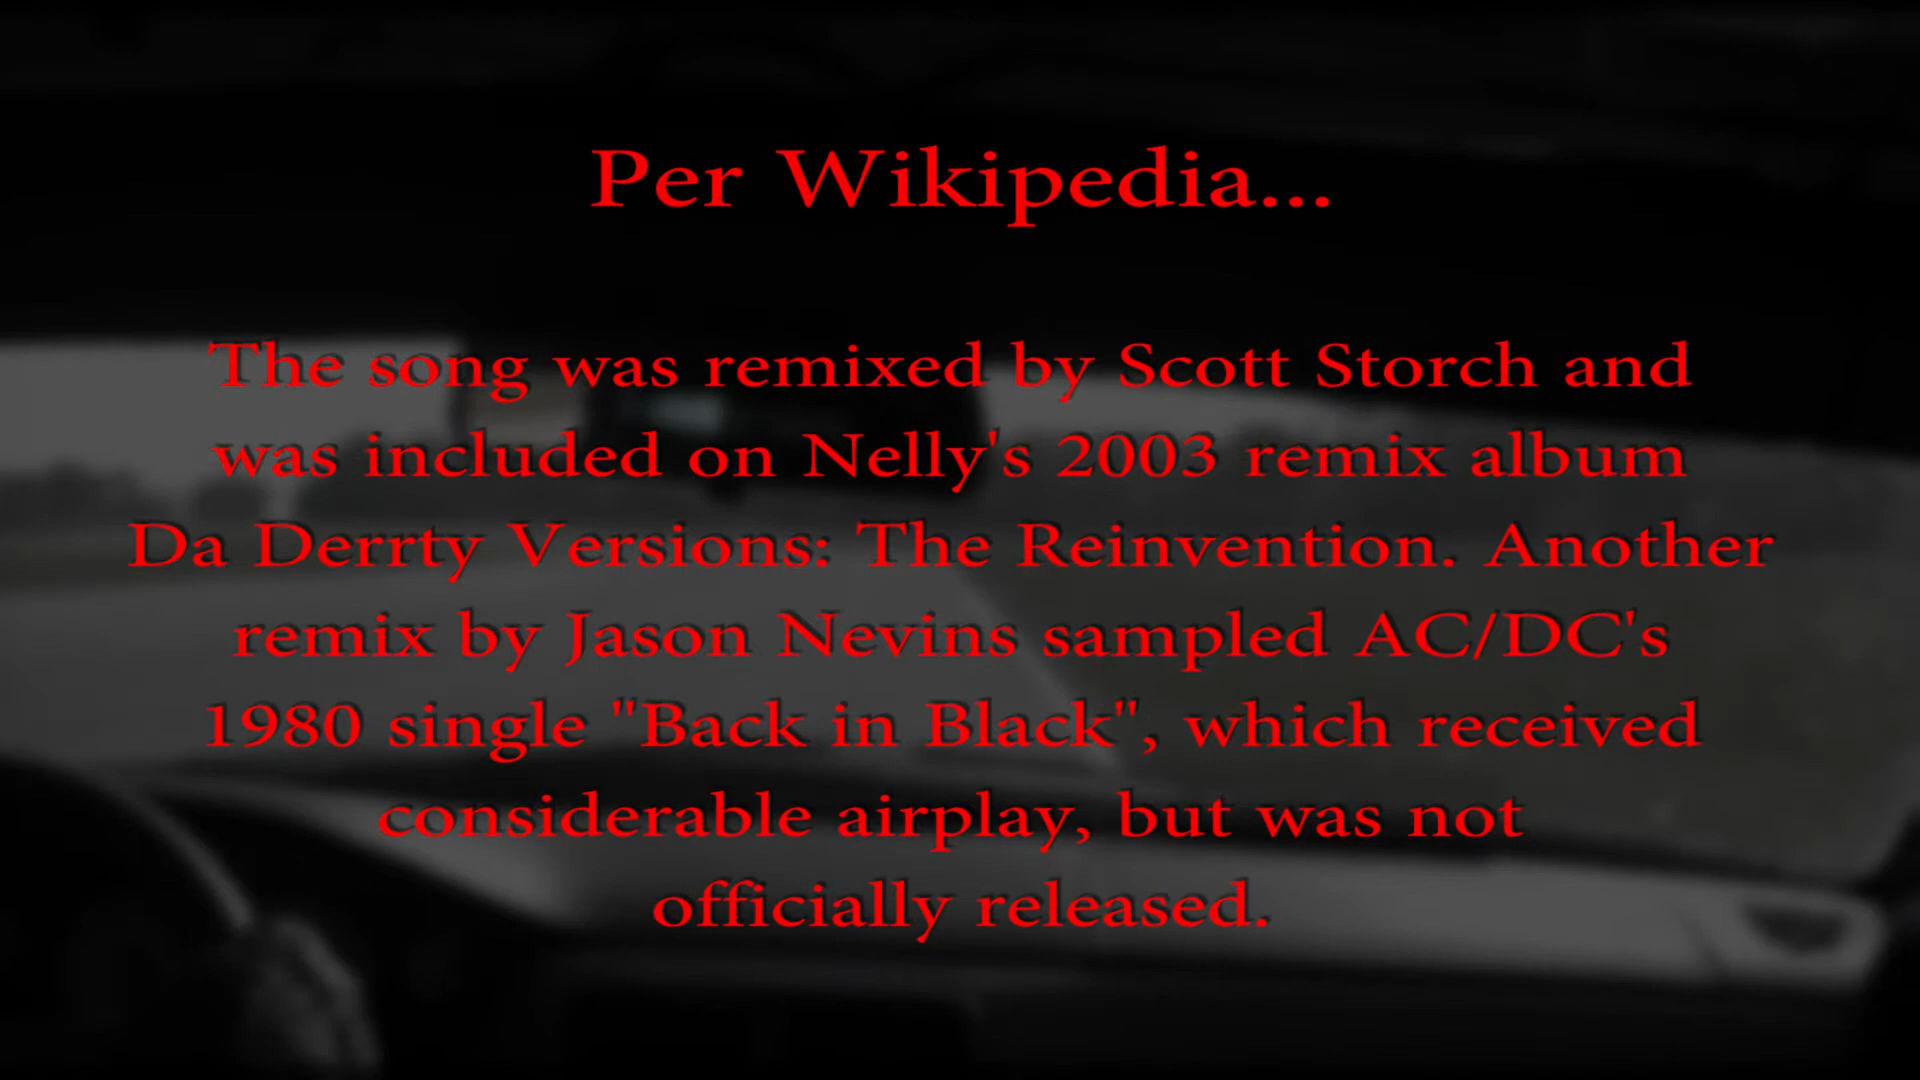 Per Wikipedia...
The song was remixed by Scott Storch and
was included on Nelly's 2003 remix album
Da Derrty Versions: The Reinvention. Another
remix by Jason Nevins sampled AC/DC's
1980 single "Back in Black", which received
considerable airplay, but was not
officially released.